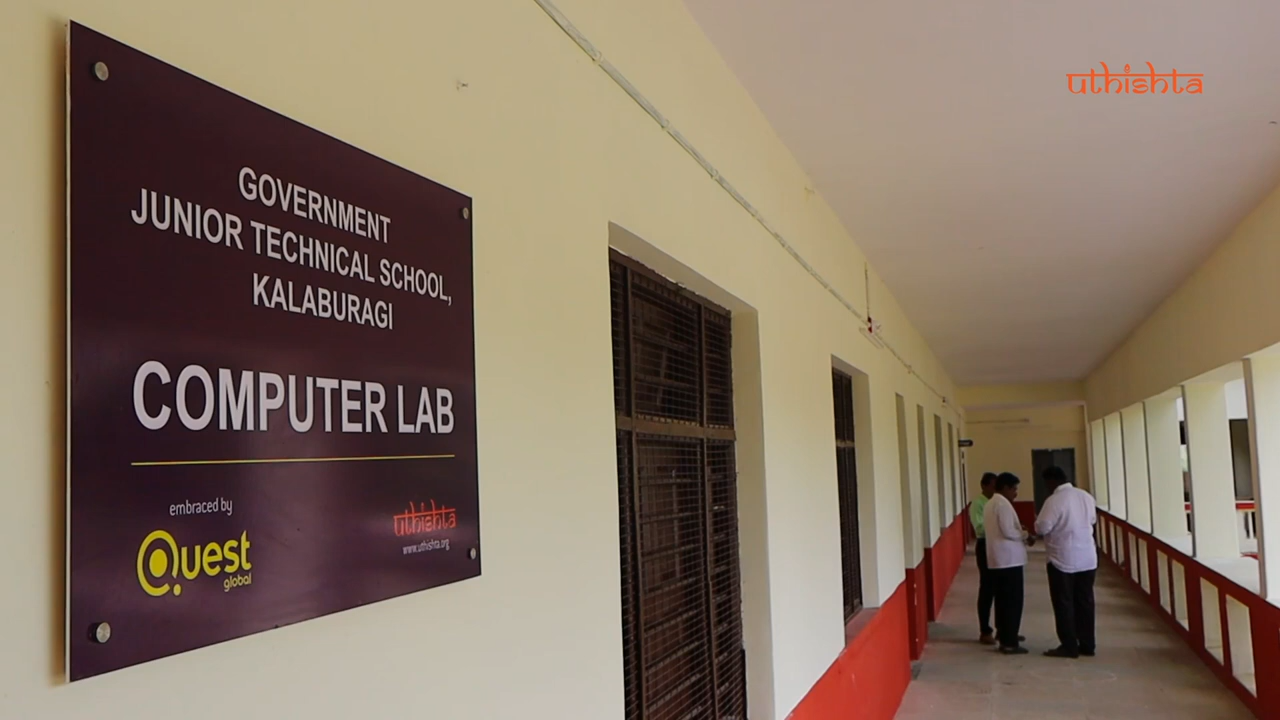 uthishta
GOVERNMENT
JUNIOR TECHNICAL SCHOOL,
KALABURAGI
COMPUTER LAB
embraced by
Quest
global
uthishta
www.uthishta.org